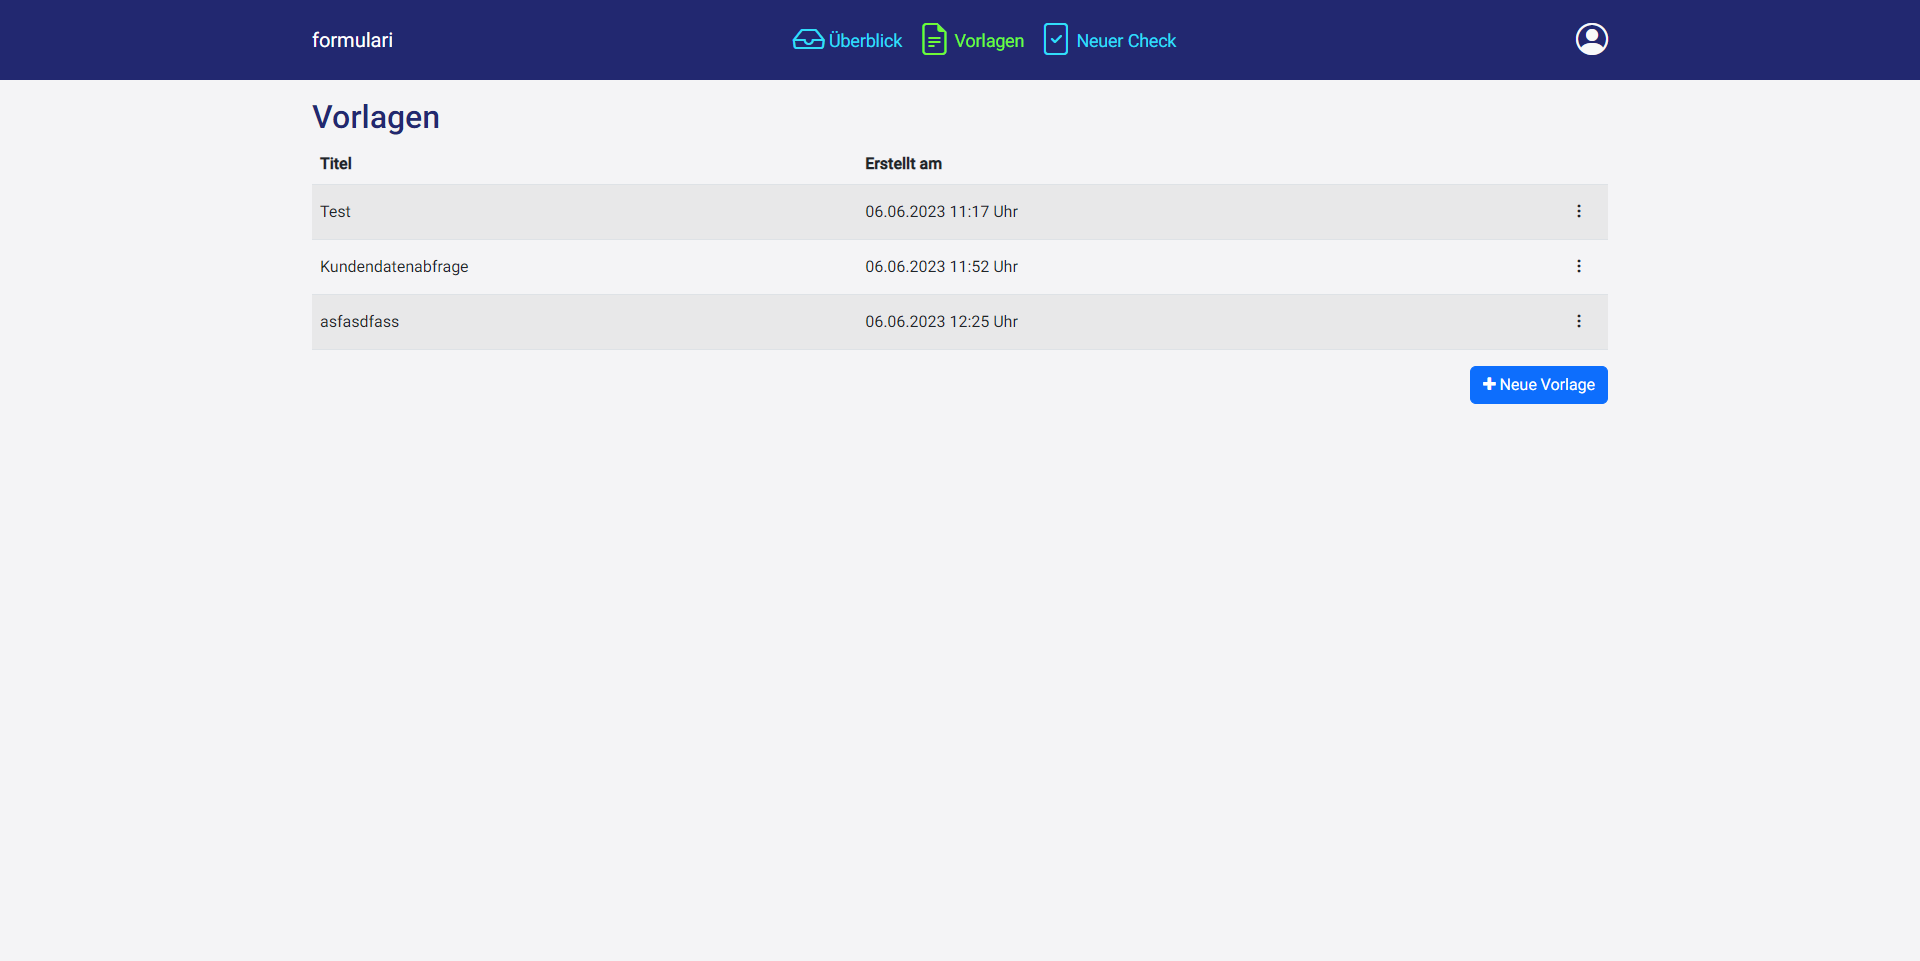 formulari Überblick Vorlagen Neuer Check
Vorlagen
Titel Erstellt am
Test 06.06.2023 11:17 Uhr
Kundendatenabfrage 06.06.2023 11:52 Uhr
asfasdfass 06.06.2023 12:25 Uhr
Neue Vorlage